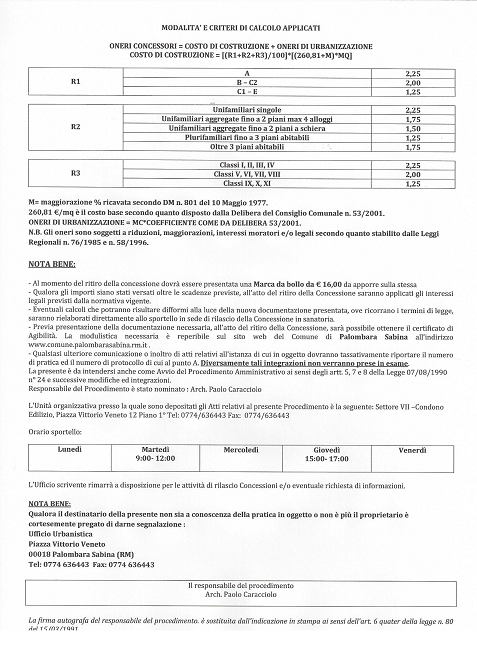 MODALITA' E CRITERI DI CALCOLO APPLICATI
ONERI CONCESSORI = COSTO DI COSTRUZIONE + ONERI DI URBANIZZAZIONE
COSTO DI COSTRUZIONE = [(R1+R2+R3)/100]*[(260,81+M)*MQ]
R1
A 2,25
B – C2 2,00
C1 – E 1,25
R2
Unifamiliari singole 2,25
Unifamiliari aggregate fino a 2 piani max 4 alloggi 1,75
Unifamiliari aggregate fino a 2 piani a schiera 1,50
Plurifamiliari fino a 3 piani abitabili 1,25
Oltre 3 piani abitabili 1,75
R3
Classi I, II, III, IV 2,25
Classi V, VI, VII, VIII 2,00
Classi IX, X, XI 1,25
M= maggiorazione % ricavata secondo DM n. 801 del 10 Maggio 1977.
260,81 €/mq è il costo base secondo quanto disposto dalla Delibera del Consiglio Comunale n. 53/2001.
ONERI DI URBANIZZAZIONE = MC*COEFFICIENTE COME DA DELIBERA 53/2001.
N.B. Gli oneri sono soggetti a riduzioni, maggiorazioni, interessi moratori e/o legali secondo quanto stabilito dalle Leggi
Regionali n. 76/1985 e n. 58/1996.
NOTA BENE:
- Al momento del ritiro della concessione dovrà essere presentata una Marca da bollo da € 16,00 da apporre sulla stessa
- Qualora gli importi siano stati versati oltre le scadenze previste, all'atto del ritiro della Concessione saranno applicati gli interessi
legali previsti dalla normativa vigente.
- Eventuali calcoli che potranno risultare difformi alla luce della nuova documentazione presentata, ove ricorrano i termini di legge,
saranno rielaborati direttamente allo sportello in sede di rilascio della Concessione in sanatoria.
- Previa presentazione della documentazione necessaria, all'atto del ritiro della Concessione, sarà possibile ottenere il certificato di
Agibilità. La modulistica necessaria è reperibile sul sito web del Comune di Palombara Sabina all'indirizzo
www.comune.palombarasabina.rm.it .
- Qualsiasi ulteriore comunicazione o inoltro di atti relativi all'istanza di cui in oggetto dovranno tassativamente riportare il numero
di pratica ed il numero di protocollo di cui al punto A. Diversamente tali integrazioni non verranno prese in esame.
La presente è da intendersi anche come Avvio del Procedimento Amministrativo ai sensi degli artt. 5, 7 e 8 della Legge 07/08/1990
n° 24 e successive modifiche ed integrazioni.
Responsabile del Procedimento è stato nominato : Arch. Paolo Caracciolo
L'Unità organizzativa presso la quale sono depositati gli Atti relativi al presente Procedimento è la seguente: Settore VII –Condono
Edilizio, Piazza Vittorio Veneto 12 Piano 1° Tel: 0774/636443 Fax: 0774/636443
Orario sportello:
Lunedì Martedì Mercoledì Giovedì Venerdì
9:00- 12:00 15:00- 17:00
L'Ufficio scrivente rimarrà a disposizione per le attività di rilascio Concessioni e/o eventuale richiesta di informazioni.
NOTA BENE:
Qualora il destinatario della presente non sia a conoscenza della pratica in oggetto o non è più il proprietario è
cortesemente pregato di darne segnalazione :
Ufficio Urbanistica
Piazza Vittorio Veneto
00018 Palombara Sabina (RM)
Tel: 0774 636443 Fax: 0774 636443
Il responsabile del procedimento
Arch. Paolo Caracciolo
La firma autografa del responsabile del procedimento. è sostituita dall'indicazione in stampa ai sensi dell'art. 6 quater della legge n. 80
del 15/03/1991